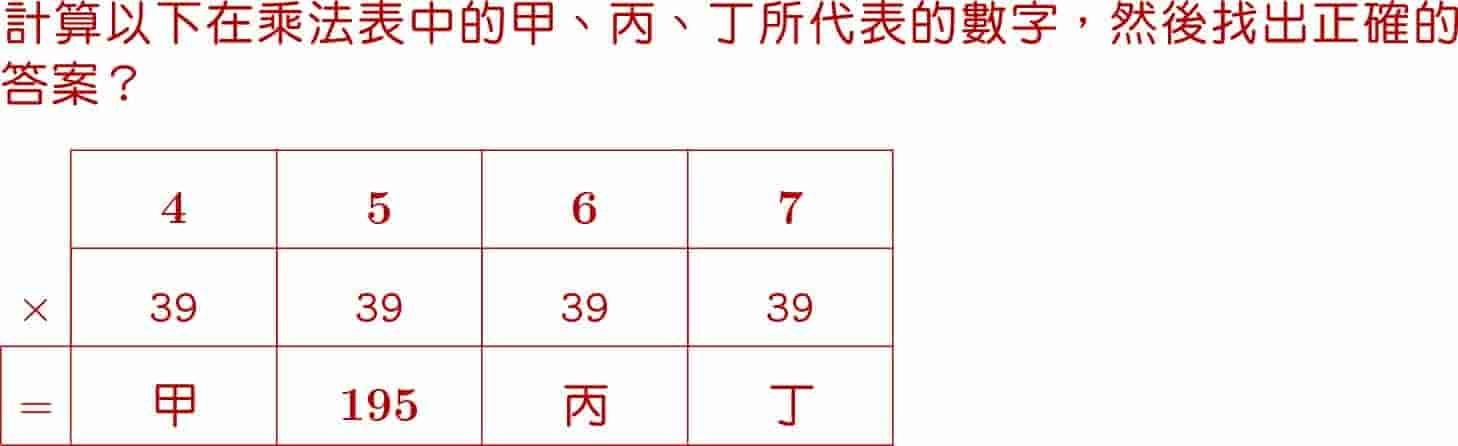 計算以下在乘法表中的甲、丙、丁所代表的數字，然後找出正確的
答案？
4 5 6 7
× 39 39 39 39
= 甲 195 丙 丁